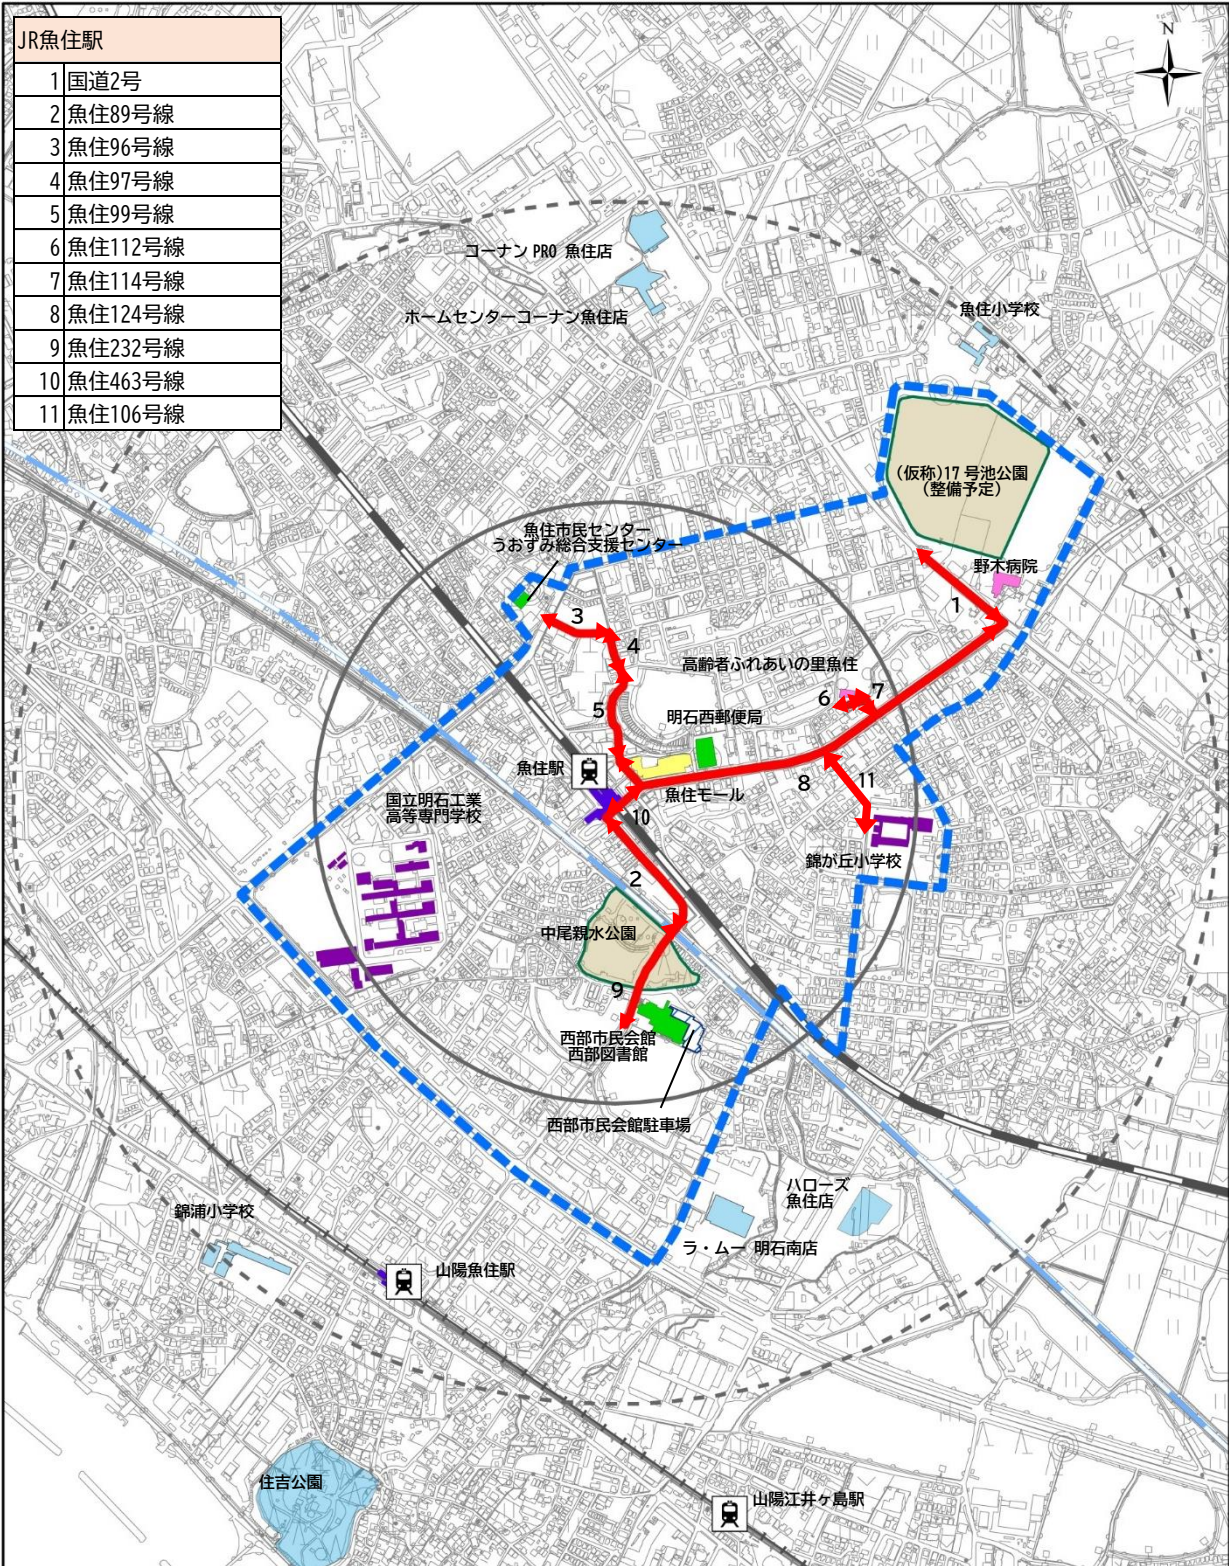 JR魚住駅
1 国道2号
2 魚住89号線
3 魚住96号線
4 魚住97号線
5 魚住99号線
6 魚住112号線
7 魚住114号線
8 魚住124号線
9 魚住232号線
10 魚住463号線
11 魚住106号線
N
コーナン PRO 魚住店
ホームセンターコーナン魚住店
魚住小学校
(仮称)17 号池公園
(整備予定)
魚住市民センター
うおずみ総合支援センター
野木病院
1
3
4
高齢者ふれあいの里魚住
6
7
5
明石西郵便局
魚住駅
魚住モール
8
11
10
国立明石工業
高等専門学校
錦が丘小学校
2
中尾親水公園
9
西部市民会館
西部図書館
西部市民会館駐車場
ハローズ
魚住店
錦浦小学校
ラ・ムー 明石南店
山陽魚住駅
住吉公園
山陽江井ヶ島駅